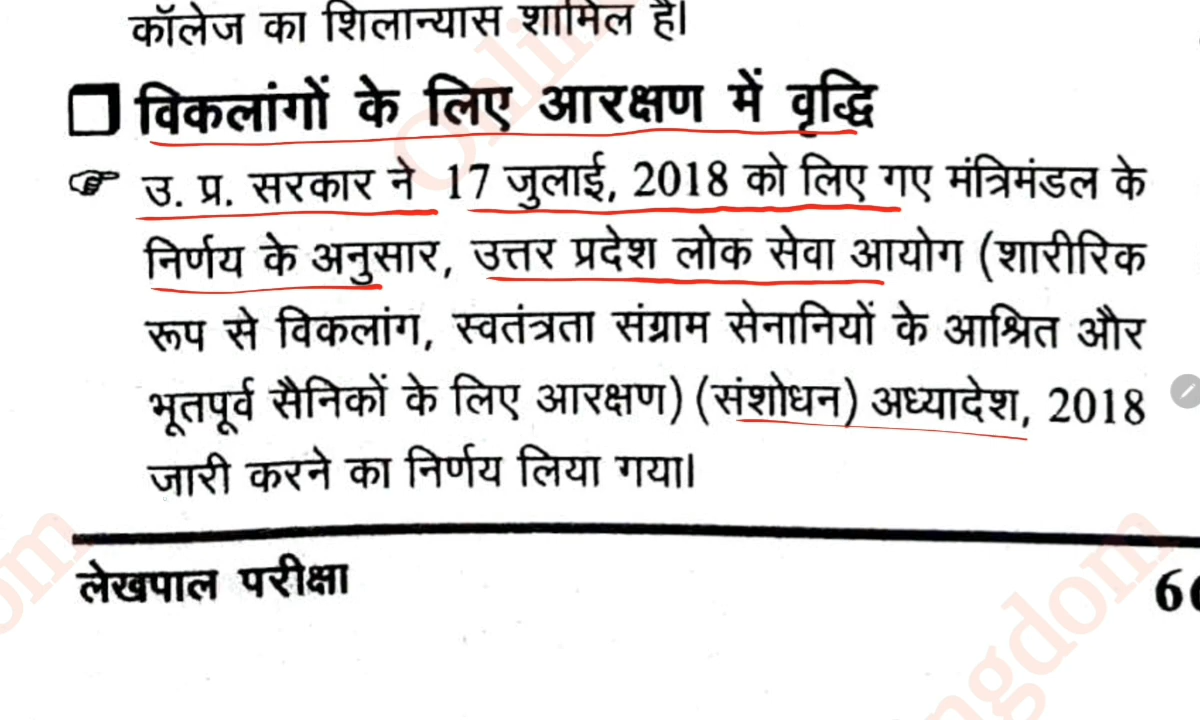 कॉलेज का शिलान्यास शामिल है।
विकलांगों के लिए आरक्षण में वृद्धि
उ. प्र. सरकार ने 17 जुलाई, 2018 को लिए गए मंत्रिमंडल के
निर्णय के अनुसार, उत्तर प्रदेश लोक सेवा आयोग (शारीरिक
रूप से विकलांग, स्वतंत्रता संग्राम सेनानियों के आश्रित और
भूतपूर्व सैनिकों के लिए आरक्षण) (संशोधन) अध्यादेश, 2018
जारी करने का निर्णय लिया गया।
लेखपाल परीक्षा